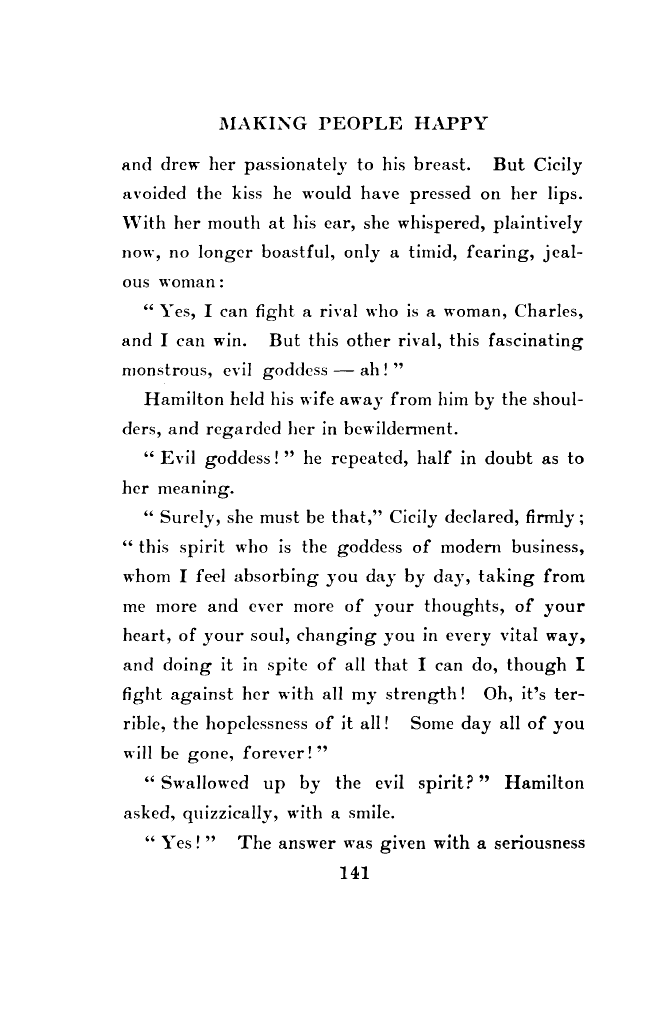 MAKING PEOPLE HAPPY
and drew her passionately to his breast. But Cicily
avoided the kiss he would have pressed on her lips.
With her mouth at his ear, she whispered, plaintively
now, no longer boastful, only a timid, fearing, jeal-
ous woman:
“ Yes, I can fight a rival who is a woman, Charles,
and I can win. But this other rival, this fascinating
monstrous, evil goddess — ah! ”
Hamilton held his wife away from him by the shoul-
ders, and regarded her in bewilderment.
“ Evil goddess! ” he repeated, half in doubt as to
her meaning.
“ Surely, she must be that,” Cicily declared, firmly;
“ this spirit who is the goddess of modern business,
whom I feel absorbing you day by day, taking from
me more and ever more of your thoughts, of your
heart, of your soul, changing you in every vital way,
and doing it in spite of all that I can do, though I
fight against her with all my strength! Oh, it’s ter-
rible, the hopelessness of it all! Some day all of you
will be gone, forever! ”
“ Swallowed up by the evil spirit? ” Hamilton
asked, quizzically, with a smile.
“ Yes! ” The answer was given with a seriousness
141